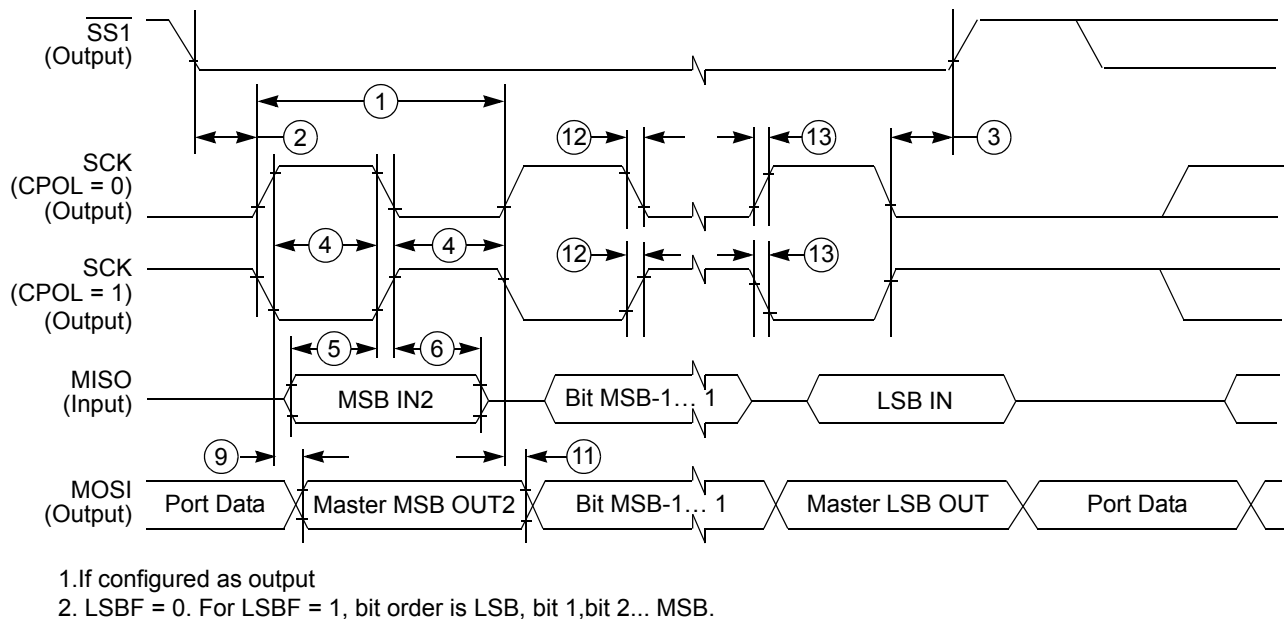 SS1
(Output)
1
2
12
13
3
SCK
(CPOL = 0)
(Output)
4
4
12
13
SCK
(CPOL = 1)
(Output)
5
6
MISO
(Input)
MSB IN2
Bit MSB-1... 1
LSB IN
9
11
MOSI
(Output)
Port Data
Master MSB OUT2
Bit MSB-1... 1
Master LSB OUT
Port Data
1.If configured as output
2. LSBF = 0. For LSBF = 1, bit order is LSB, bit 1,bit 2... MSB.